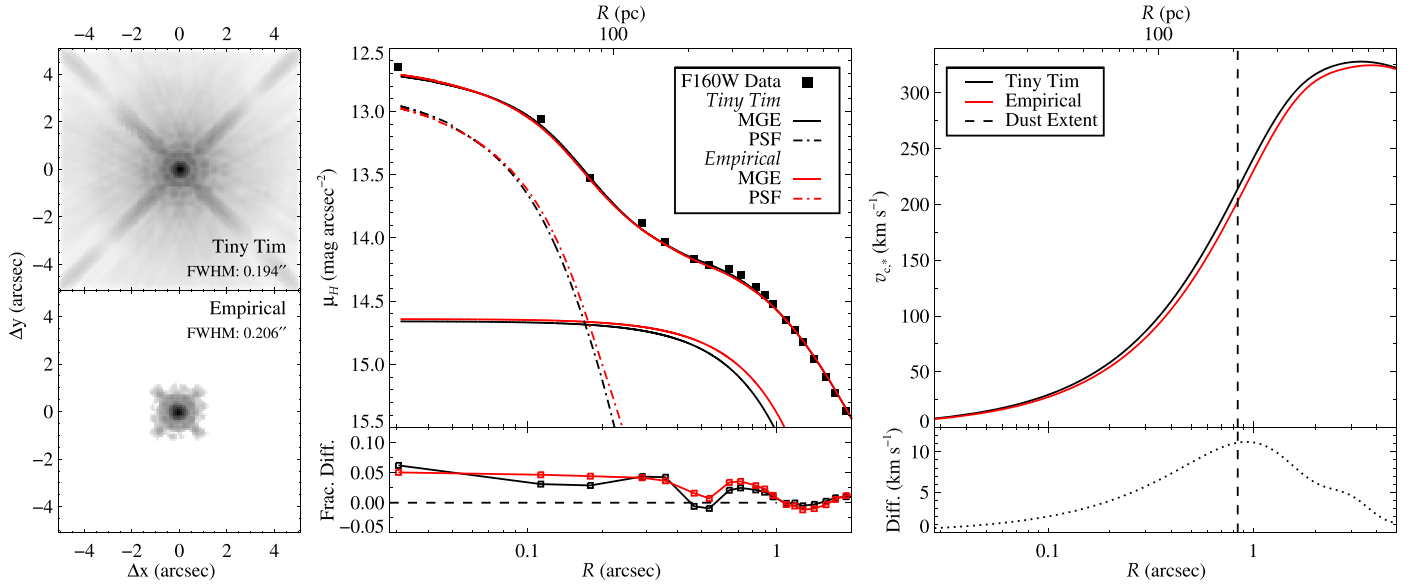 −4 −2 0 2 4
4
2
0
−2
−4
Tiny Tim
FWHM: 0.194″
Empirical
FWHM: 0.206″
4
2
0
−2
−4
Δy (arcsec)
−4 −2 0 2 4
Δx (arcsec)
R (pc)
100
12.5
13.0
13.5
14.0
14.5
15.0
15.5
μH (mag arcsec−2)
F160W Data
Tiny Tim
MGE
PSF
Empirical
MGE
PSF
0.10
0.05
0.00
−0.05
Frac. Diff.
0.1 1
R (arcsec)
R (pc)
100
300
250
200
150
100
50
0
vc,* (km s−1)
Tiny Tim
Empirical
Dust Extent
10
5
0
Diff. (km s−1)
0.1 1
R (arcsec)